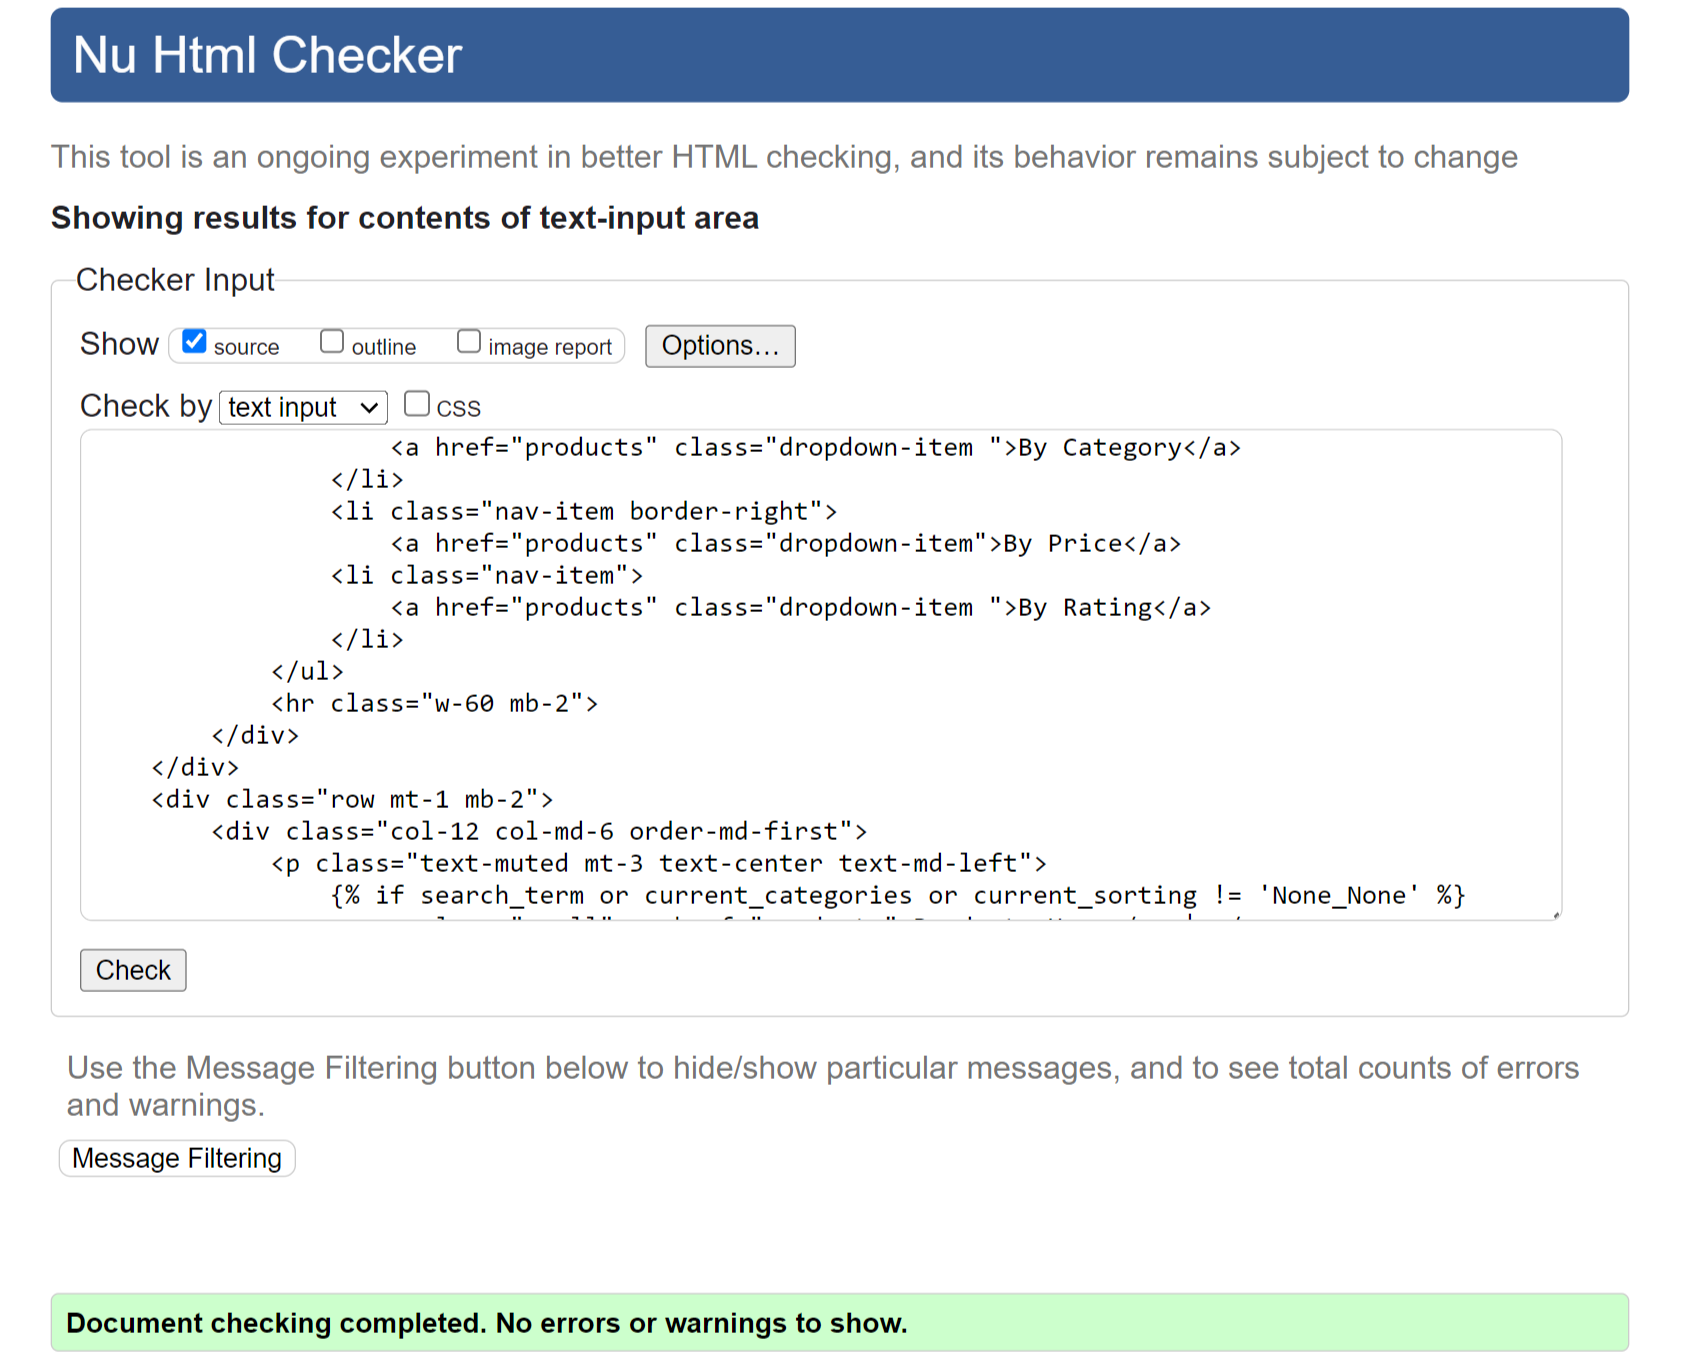 Nu Html Checker
This tool is an ongoing experiment in better HTML checking, and its behavior remains subject to change
Showing results for contents of text-input area
Checker Input
Show source outline image report Options...
Check by text input CSS
<a href="products" class="dropdown-item ">By Category</a>
</li>
<li class="nav-item border-right">
<a href="products" class="dropdown-item">By Price</a>
<li class="nav-item">
<a href="products" class="dropdown-item ">By Rating</a>
</li>
</ul>
<hr class="w-60 mb-2">
</div>
</div>
<div class="row mt-1 mb-2">
<div class="col-12 col-md-6 order-md-first">
<p class="text-muted mt-3 text-center text-md-left">
{% if search_term or current_categories or current_sorting != 'None_None' %}
Check
Use the Message Filtering button below to hide/show particular messages, and to see total counts of errors
and warnings.
Message Filtering
Document checking completed. No errors or warnings to show.